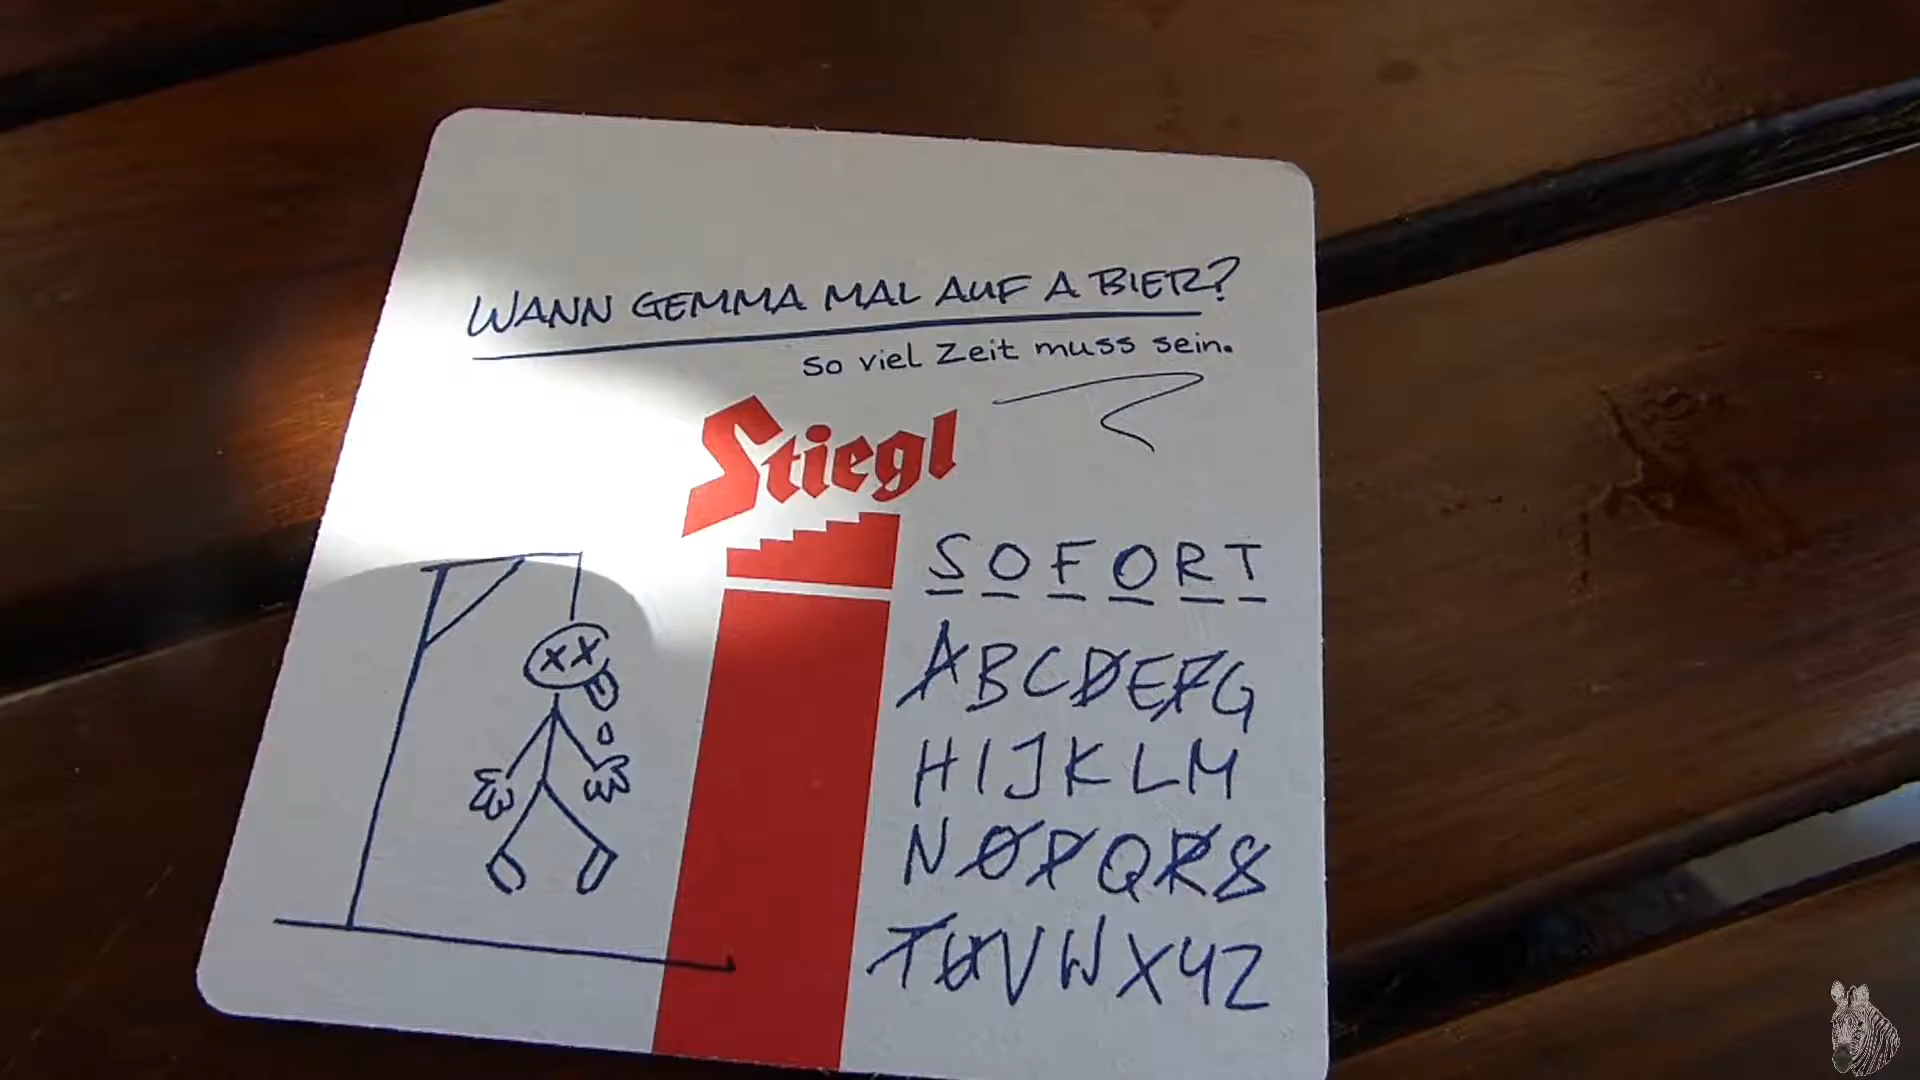 WANN GEMMA MAL AUF A BIER?
So viel Zeit muss sein.
Stiegl
SOFORT
ABCDEFG
HIJKLM
NOPQRS
TUVWXYZ